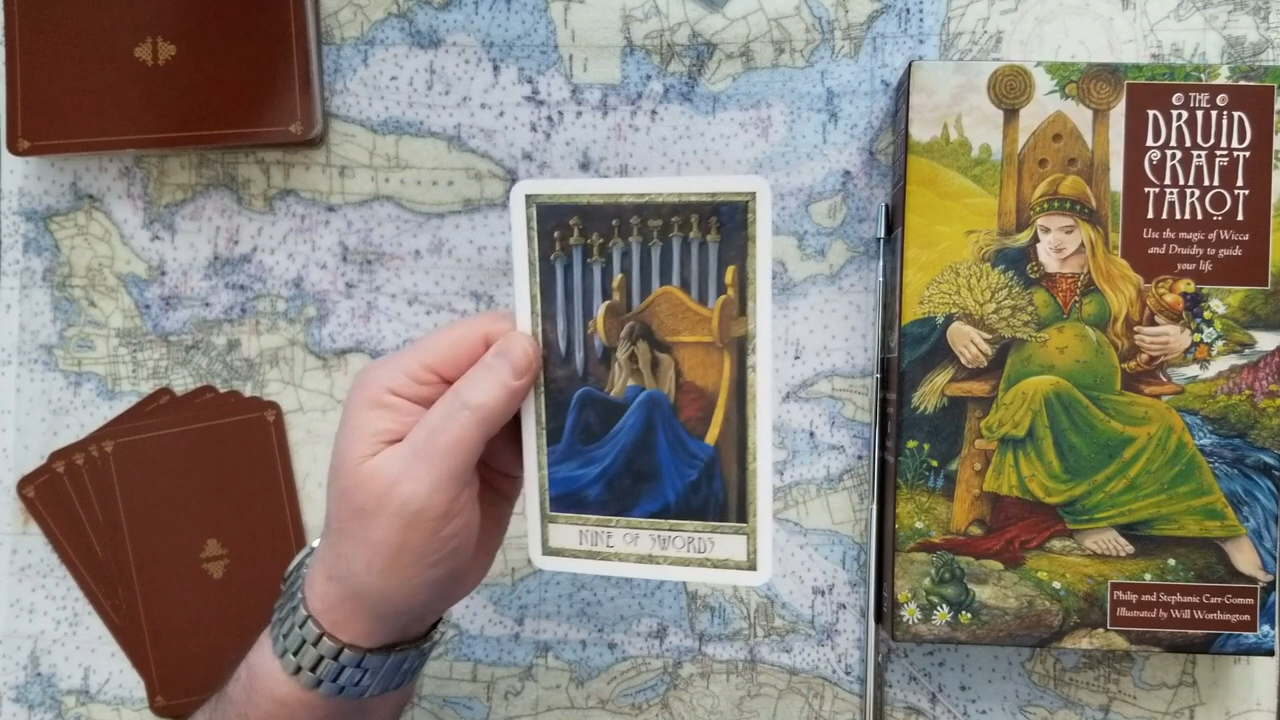 NINE OF SWORDS
THE
DRUID
CRAFT
TAROT
Use the magic of Wicca
and Druidry to guide
your life
Philip and Stephanie Carr-Gomm
Illustrated by Will Worthington